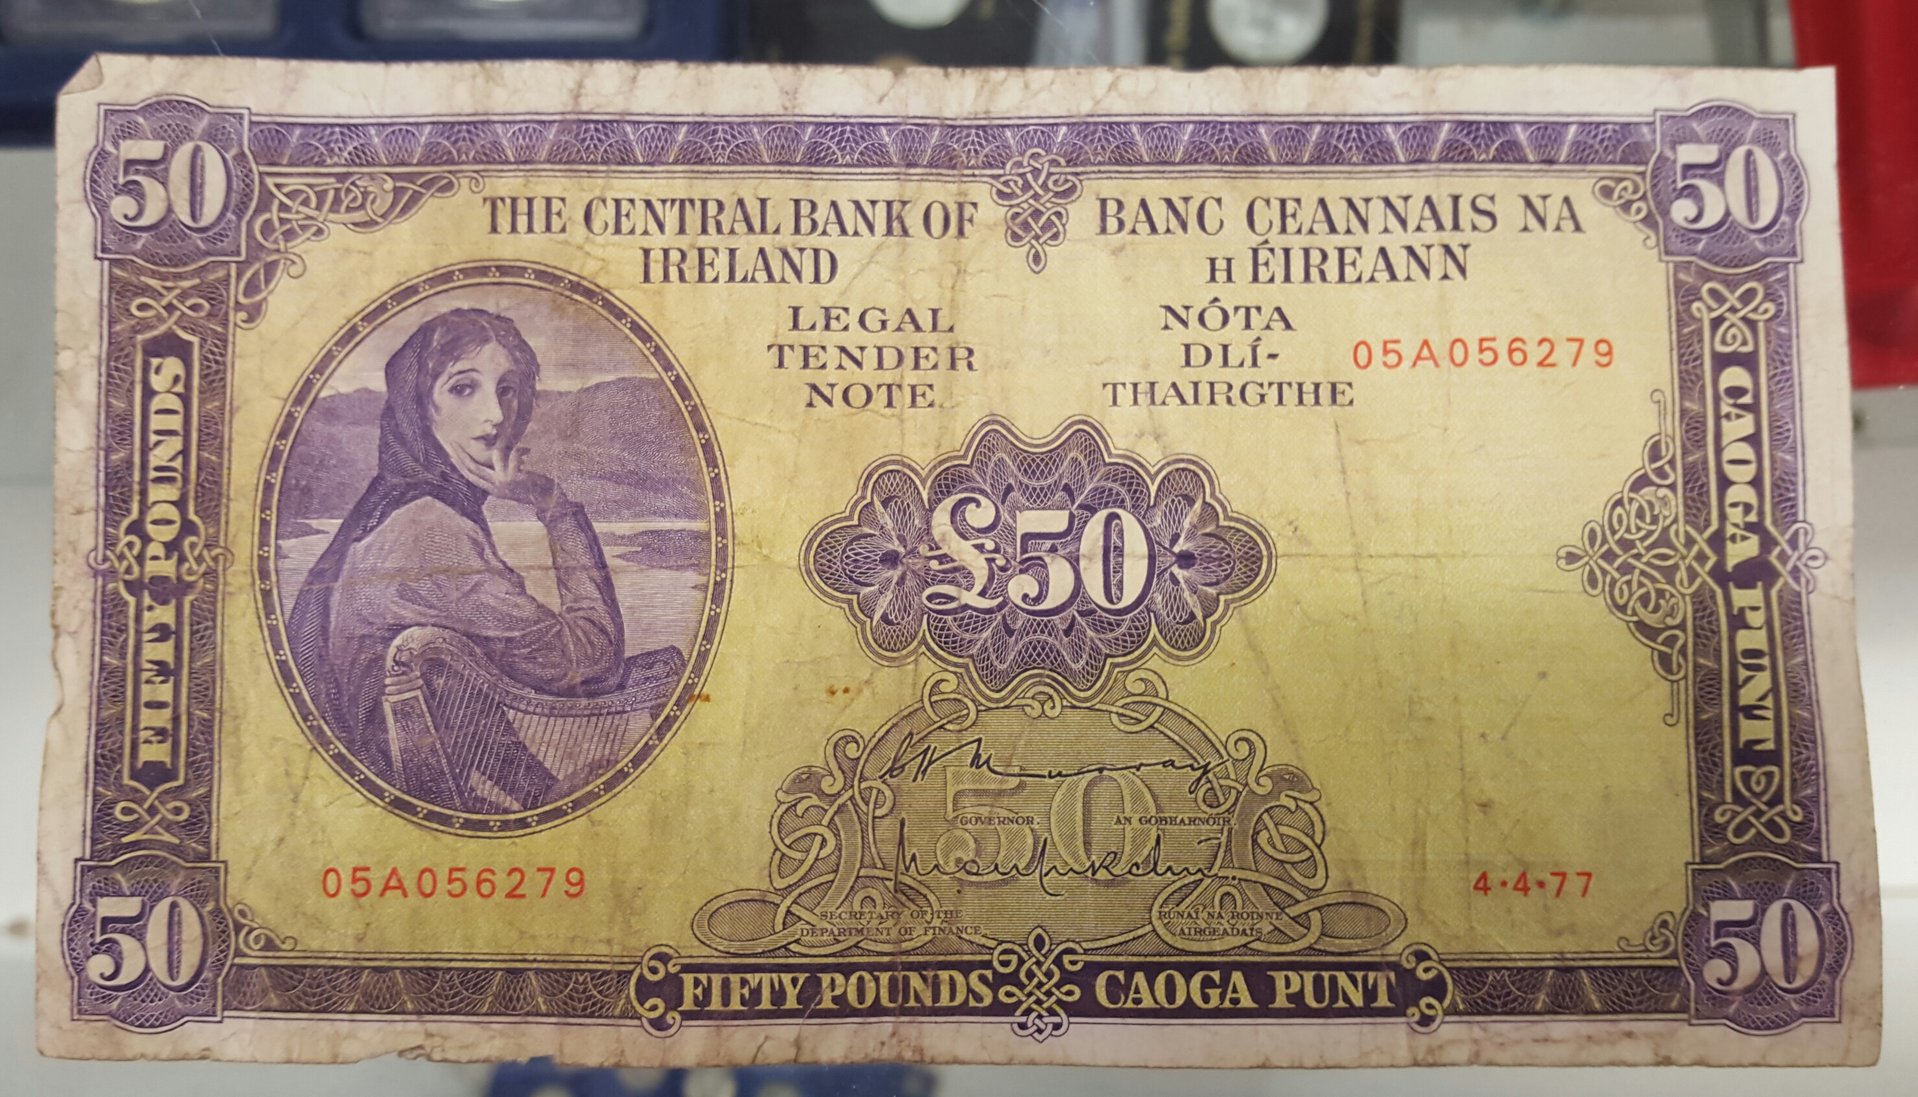 50
50
THE CENTRAL BANK OF
IRELAND
BANC CEANNAIS NA
H ÉIREANN
LEGAL
TENDER
NOTE
NÓTA
DLÍ-
THAIRGTHE
05A056279
FIFTY POUNDS
CAOGA PUNT
£50
C H Murray
50
GOVERNOR.
AN GOBHARNÓIR.
05A056279
4·4·77
SECRETARY OF THE
DEPARTMENT OF FINANCE.
RÚNAÍ NA ROINNE
AIRGEADAIS.
50
50
FIFTY POUNDS
CAOGA PUNT